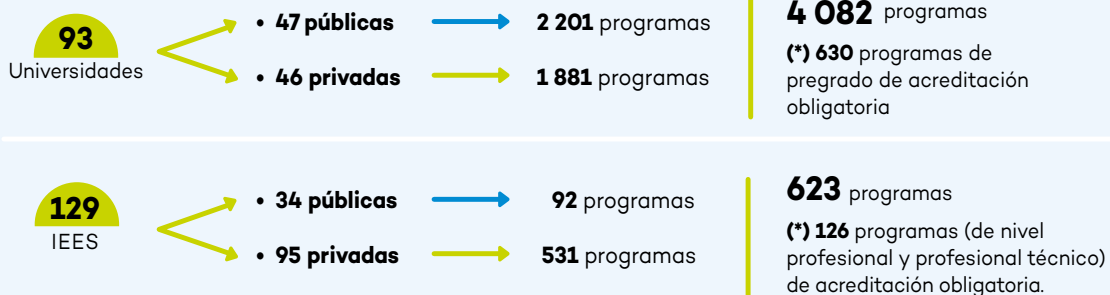 93
Universidades
• 47 públicas
2 201 programas
• 46 privadas
1 881 programas
4 082 programas
(*) 630 programas de
pregrado de acreditación
obligatoria
129
IEES
• 34 públicas
92 programas
• 95 privadas
531 programas
623 programas
(*) 126 programas (de nivel
profesional y profesional técnico)
de acreditación obligatoria.